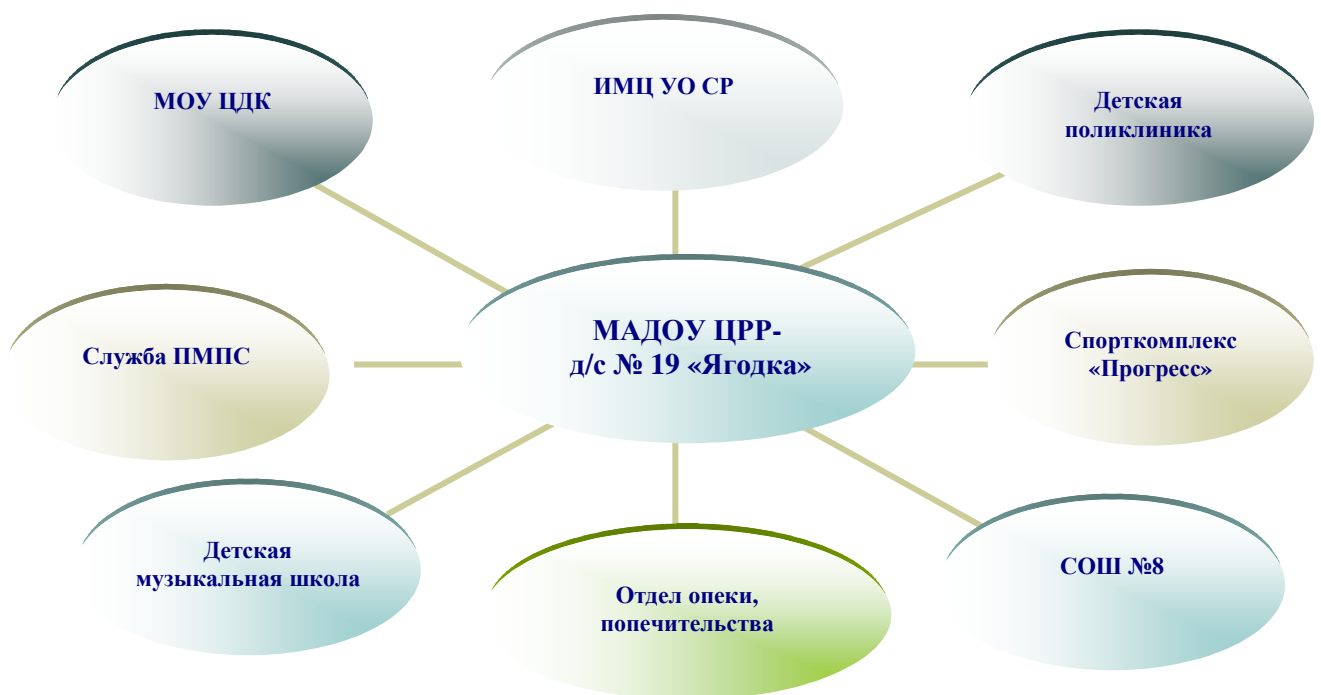 МОУ ЦДК
ИМЦ УО СР
Детская
поликлиника
Служба ПМПС
МАДОУ ЦРР-
д/с № 19 «Ягодка»
Спорткомплекс
«Прогресс»
Детская
музыкальная школа
Отдел опеки,
попечительства
СОШ №8